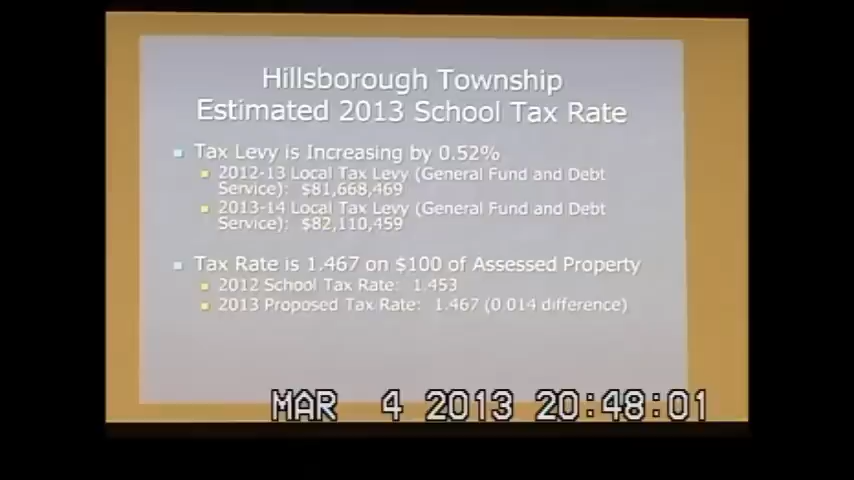 Hillsborough Township
Estimated 2013 School Tax Rate
Tax Levy is Increasing by 0.52%
2012-13 Local Tax Levy (General Fund and Debt
Service): $81,668,469
2013-14 Local Tax Levy (General Fund and Debt
Service): $82,110,459
Tax Rate is 1.467 on $100 of Assessed Property
2012 School Tax Rate: 1.453
2013 Proposed Tax Rate: 1.467 (0.014 difference)
MAR 4 2013 20:48:01